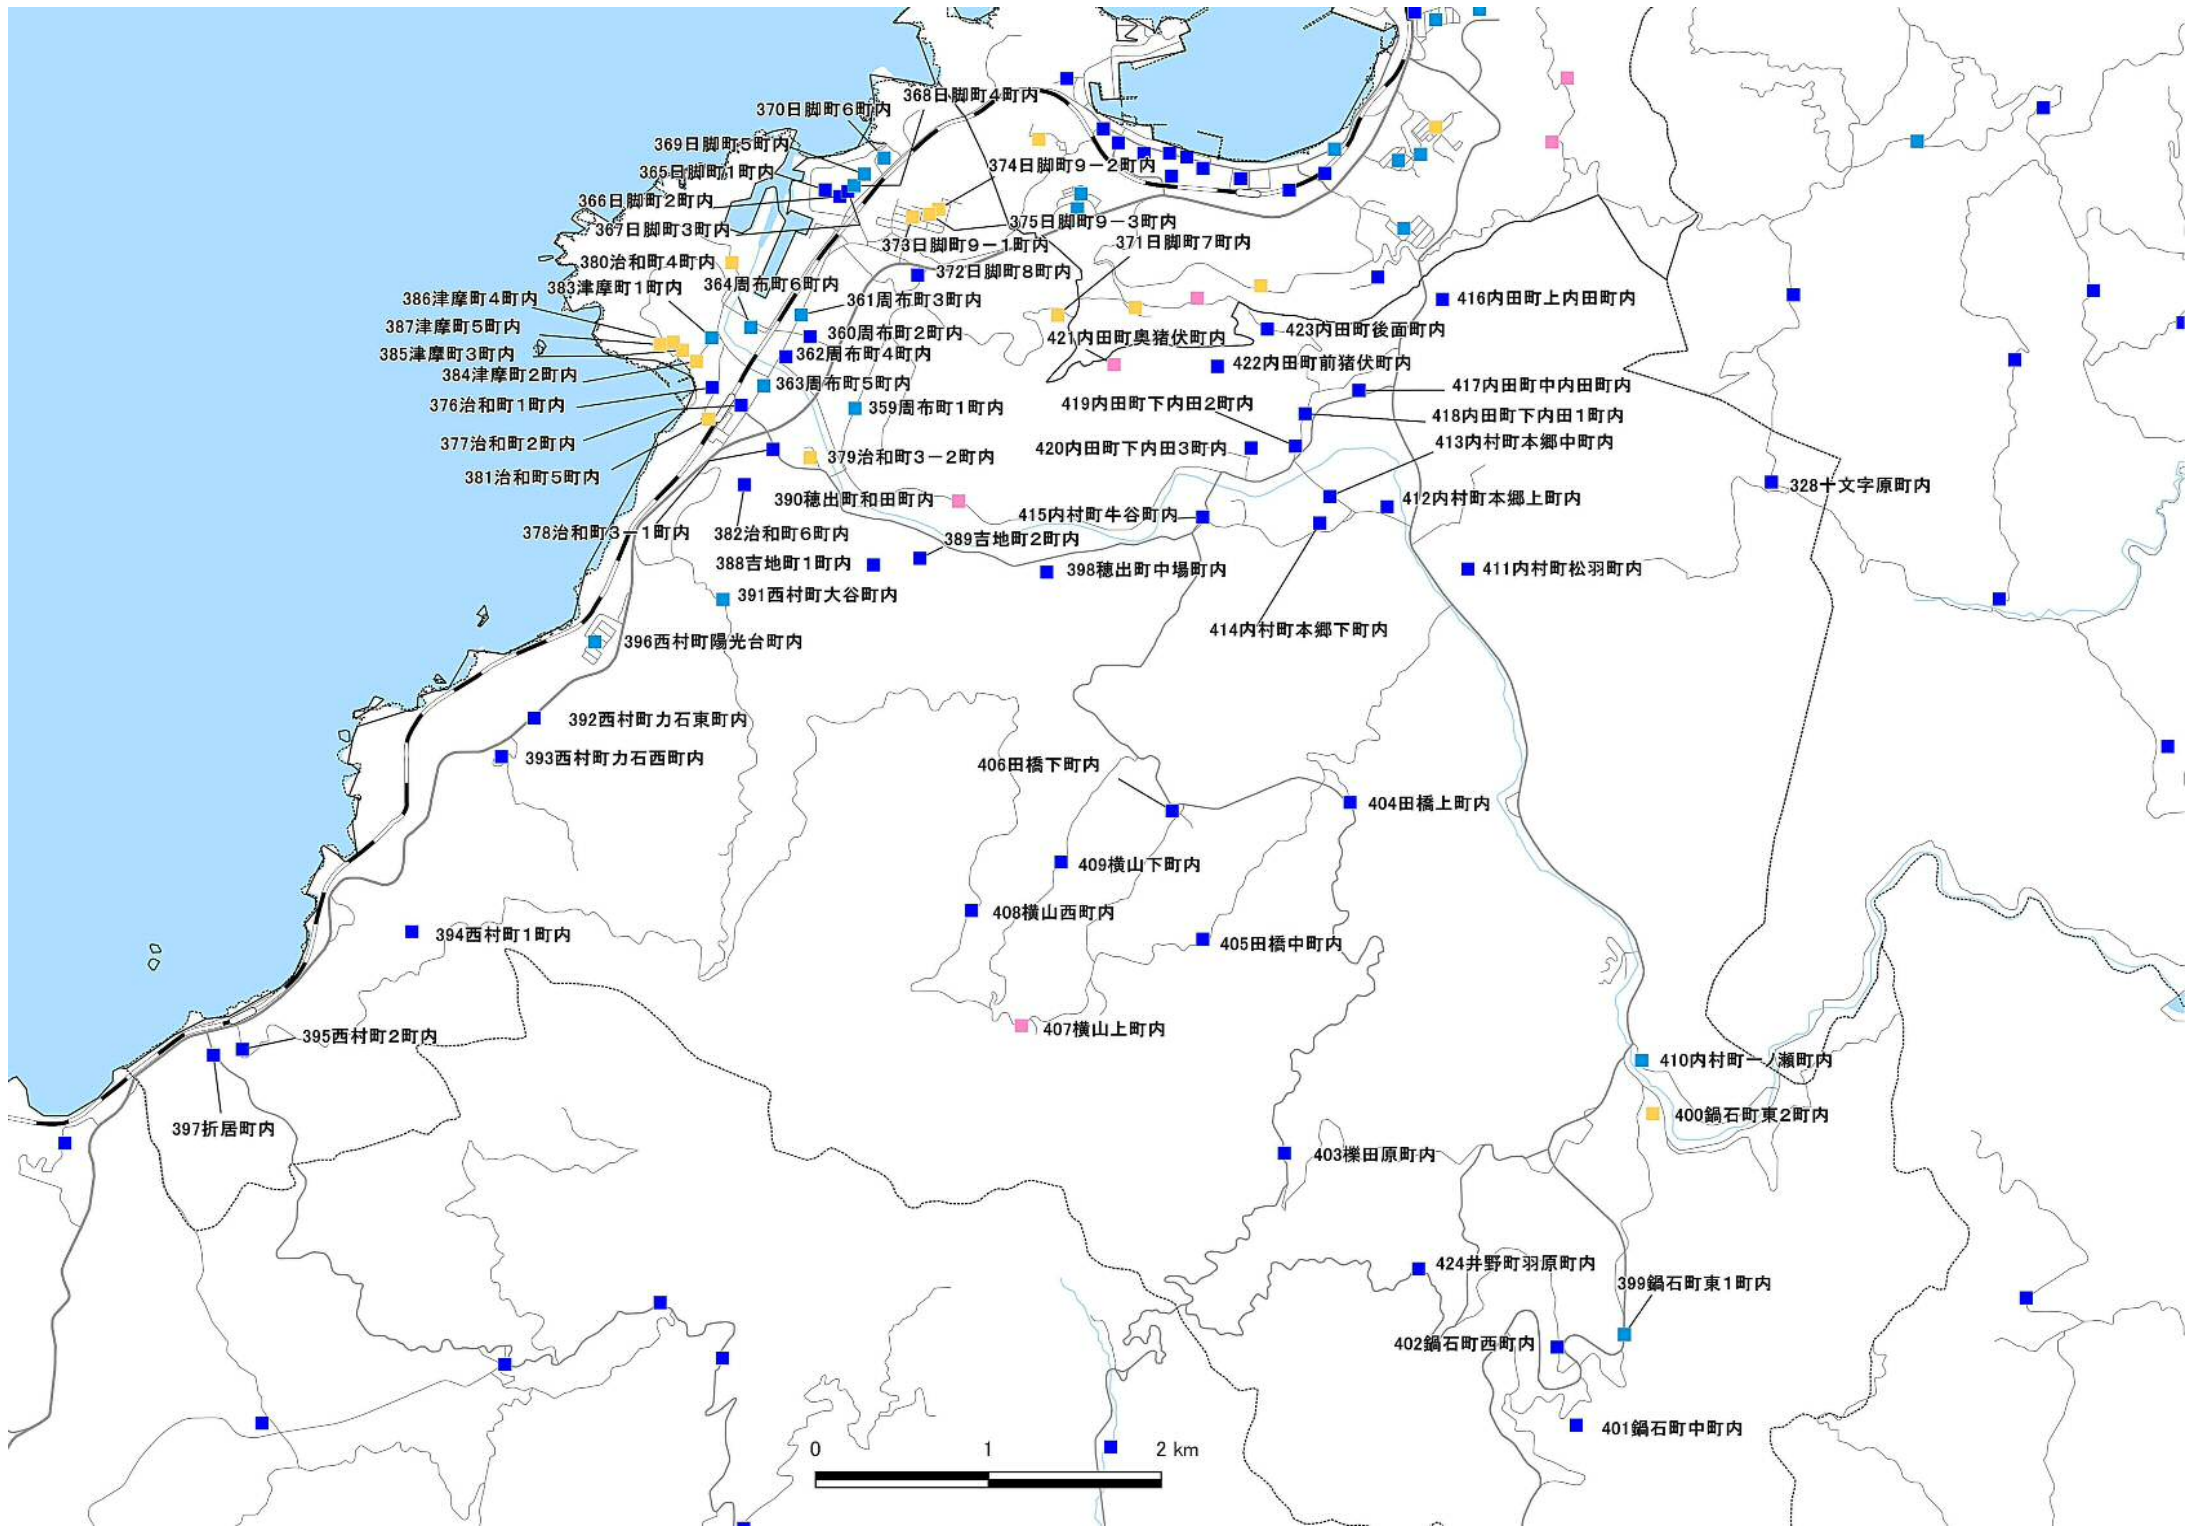 368日脚町4町内
370日脚町6町内
369日脚町5町内
374日脚町9-2町内
365日脚町1町内
366日脚町2町内
375日脚町9-3町内
367日脚町3町内
373日脚町9-1町内
371日脚町7町内
380治和町4町内
372日脚町8町内
364周布町6町内
383津摩町1町内
386津摩町4町内
361周布町3町内
416内田町上内田町内
387津摩町5町内
360周布町2町内
423内田町後面町内
421内田町奥猪伏町内
385津摩町3町内
362周布町4町内
422内田町前猪伏町内
384津摩町2町内
363周布町5町内
417内田町中内田町内
376治和町1町内
359周布町1町内
419内田町下内田2町内
418内田町下内田1町内
377治和町2町内
413内村町本郷中町内
420内田町下内田3町内
379治和町3-2町内
381治和町5町内
328十文字原町内
390穂出町和田町内
412内村町本郷上町内
415内村町牛谷町内
378治和町3-1町内
382治和町6町内
389吉地町2町内
388吉地町1町内
398穂出町中場町内
411内村町松羽町内
391西村町大谷町内
414内村町本郷下町内
396西村町陽光台町内
392西村町力石東町内
393西村町力石西町内
406田橋下町内
404田橋上町内
409横山下町内
408横山西町内
394西村町1町内
405田橋中町内
407横山上町内
395西村町2町内
410内村町一ノ瀬町内
400鍋石町東2町内
397折居町内
403櫟田原町内
424井野町羽原町内
399鍋石町東1町内
402鍋石町西町内
401鍋石町中町内
0 1 2 km